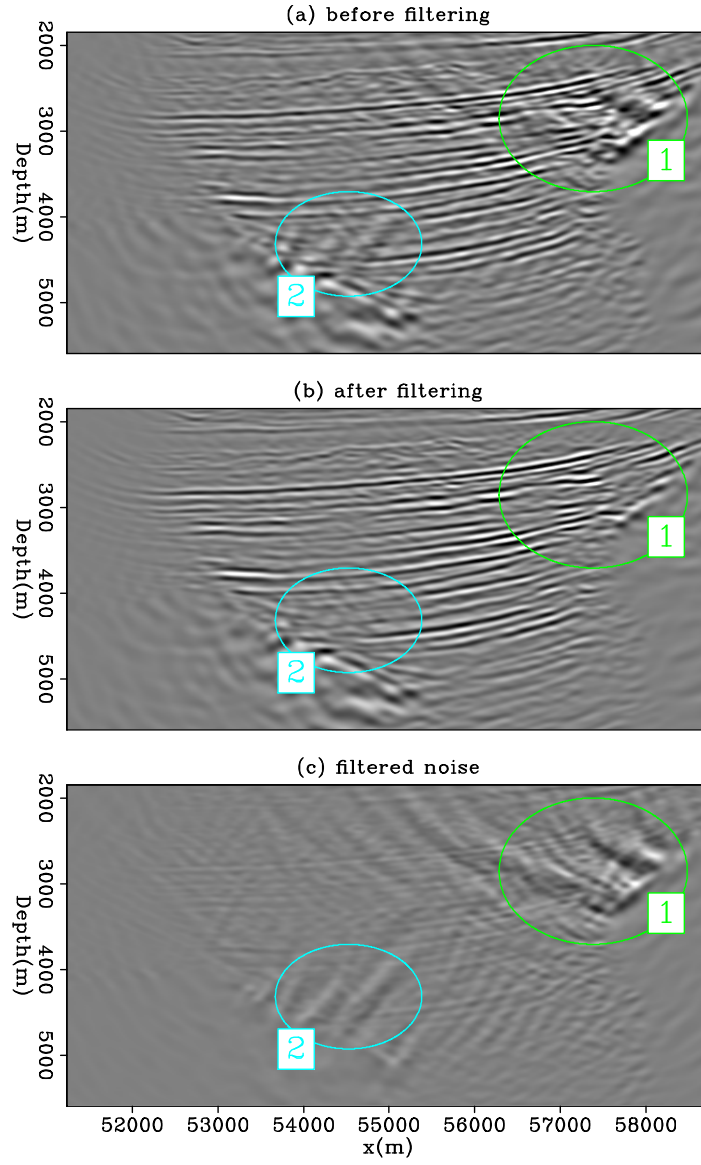 (a) before filtering
2000
3000
4000
5000
Depth(m)
1
2
(b) after filtering
2000
3000
4000
5000
Depth(m)
1
2
(c) filtered noise
2000
3000
4000
5000
Depth(m)
1
2
52000 53000 54000 55000 56000 57000 58000
x(m)